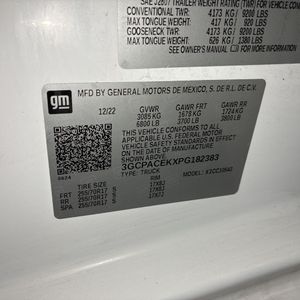 SAE J2807 TRAILER WEIGHT RATING (TWR) FOR THIS VEHICLE
CONVENTIONAL TWR: 4173 KG / 9200 LBS
MAX TONGUE WEIGHT: 417 KG / 920 LBS
GOOSENECK TWR: 4173 KG / 9200 LBS
MAX TONGUE WEIGHT: 626 KG / 1380 LBS
SEE OWNER'S MANUAL
gm
MFD BY GENERAL MOTORS DE MEXICO, S. DE R.L. DE C.V.
12/22 GVWR GAWR FRT GAWR RR
3085 KG 1678 KG 1724 KG
6800 LB 3700 LB 3800 LB
THIS VEHICLE CONFORMS TO ALL
APPLICABLE U.S. FEDERAL MOTOR
VEHICLE SAFETY STANDARDS IN
EFFECT ON THE DATE OF
MANUFACTURE SHOWN ABOVE.
3GCPACEKXPG182383
TYPE: TRUCK MODEL:
TIRE SIZE RIM
FRT 255/70R17 S 17X8J
RR 255/70R17 S 17X8J
SPA 255/70R17 S 17X7J